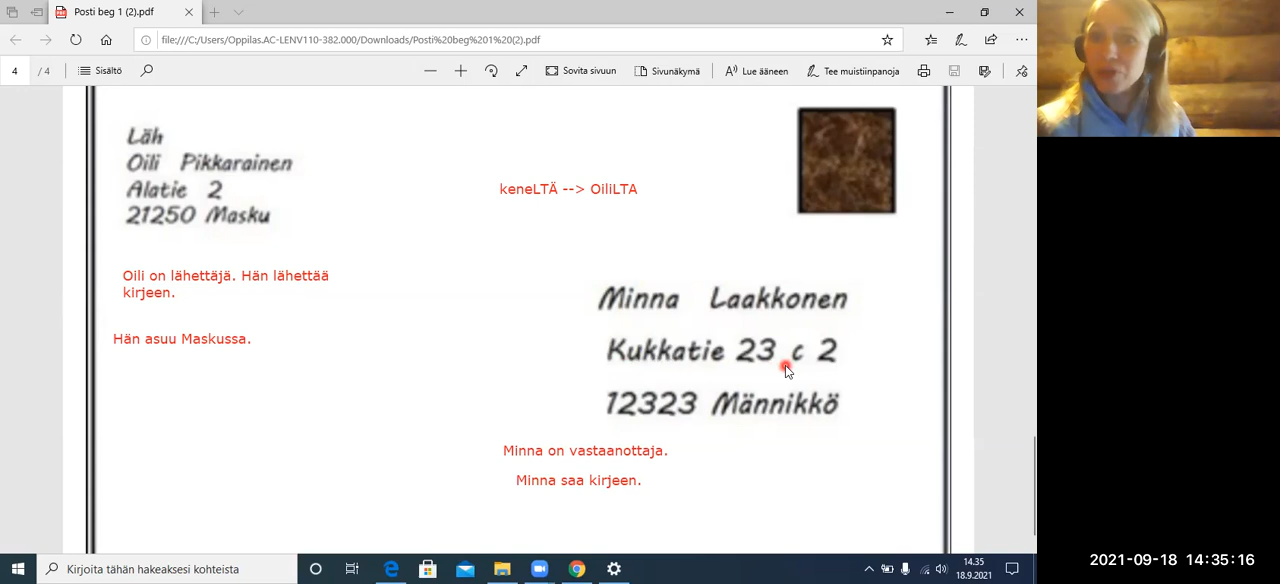 Posti beg 1 (2).pdf
file:///C:/Users/Oppilas.AC-LENV110-382.000/Downloads/Posti%20beg%201%20(2).pdf
4 / 4 Sisältö Sovita sivuun Sivunäkymä Lue ääneen Tee muistiinpanoja
Läh
Oili Pikkarainen
Alatie 2
21250 Masku
keneLTÄ --> OiliLTA
Oili on lähettäjä. Hän lähettää
kirjeen.
Hän asuu Maskussa.
Minna Laakkonen
Kukkatie 23 c 2
12323 Männikkö
Minna on vastaanottaja.
Minna saa kirjeen.
Kirjoita tähän hakeaksesi kohteista
14.35
18.9.2021
2021-09-18 14:35:16